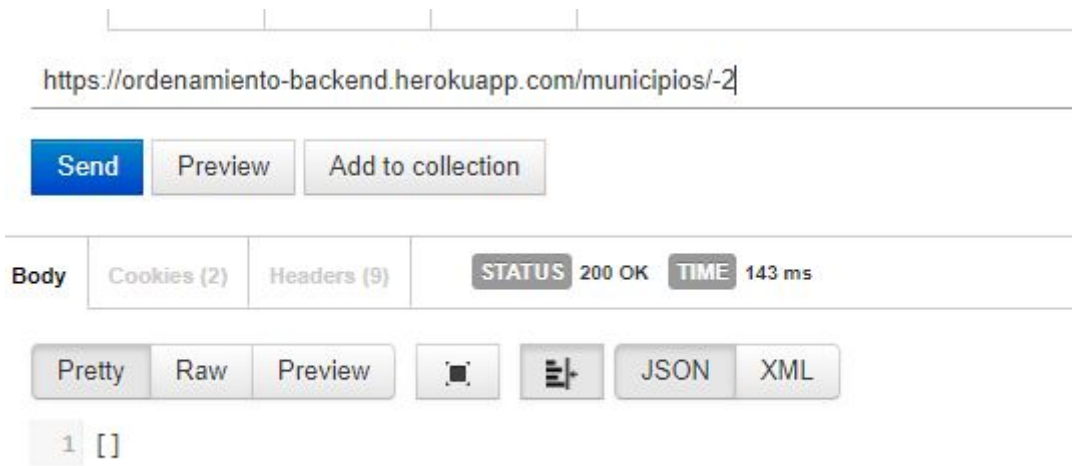 https://ordenamiento-backend.herokuapp.com/municipios/-2
Send Preview Add to collection
Body Cookies (2) Headers (9) STATUS 200 OK TIME 143 ms
Pretty Raw Preview JSON XML
1 []